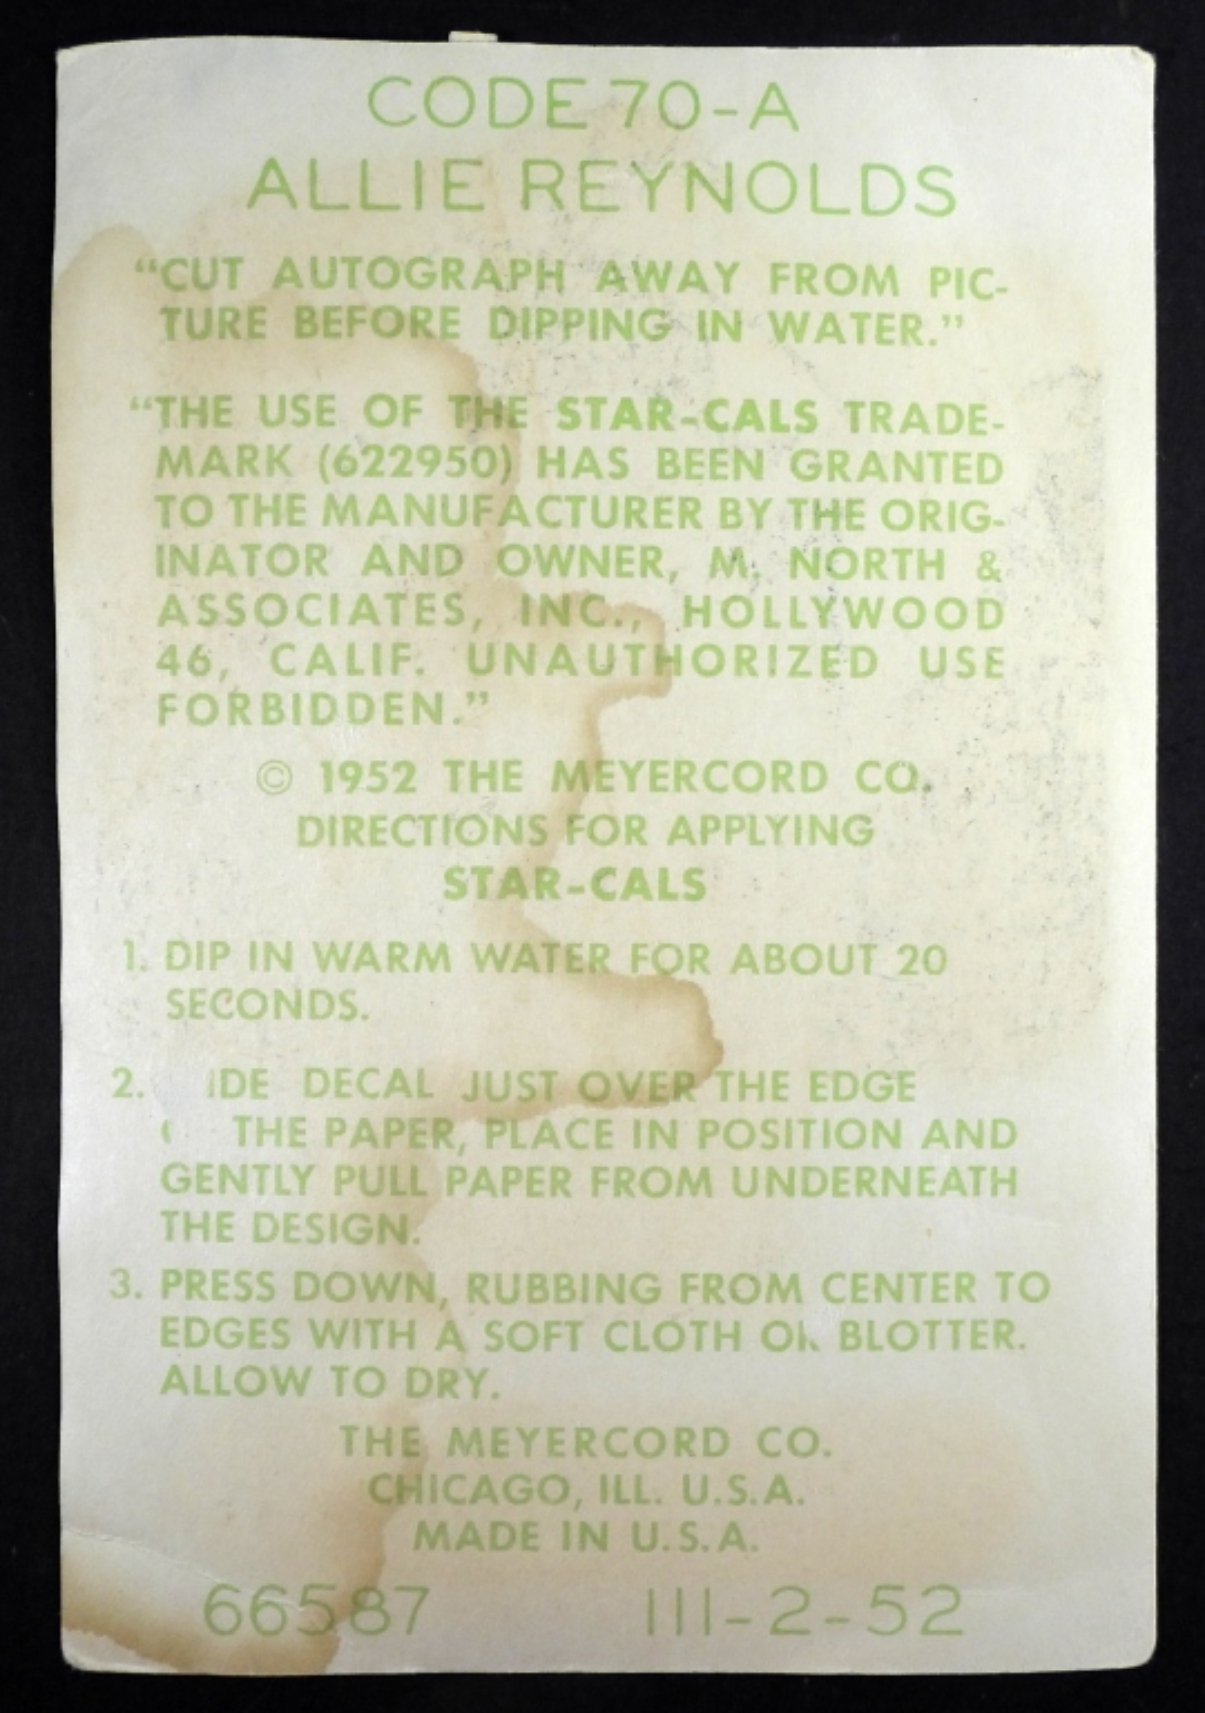 CODE 70-A
ALLIE REYNOLDS
“CUT AUTOGRAPH AWAY FROM PIC-
TURE BEFORE DIPPING IN WATER.”
“THE USE OF THE STAR-CALS TRADE-
MARK (622950) HAS BEEN GRANTED
TO THE MANUFACTURER BY THE ORIG-
INATOR AND OWNER, M. NORTH &
ASSOCIATES, INC., HOLLYWOOD
46, CALIF. UNAUTHORIZED USE
FORBIDDEN.”
© 1952 THE MEYERCORD CO.
DIRECTIONS FOR APPLYING
STAR-CALS
1. DIP IN WARM WATER FOR ABOUT 20
SECONDS.
2. IDE DECAL JUST OVER THE EDGE
THE PAPER, PLACE IN POSITION AND
GENTLY PULL PAPER FROM UNDERNEATH
THE DESIGN.
3. PRESS DOWN, RUBBING FROM CENTER TO
EDGES WITH A SOFT CLOTH OR BLOTTER.
ALLOW TO DRY.
THE MEYERCORD CO.
CHICAGO, ILL. U.S.A.
MADE IN U.S.A.
66587 III-2-52